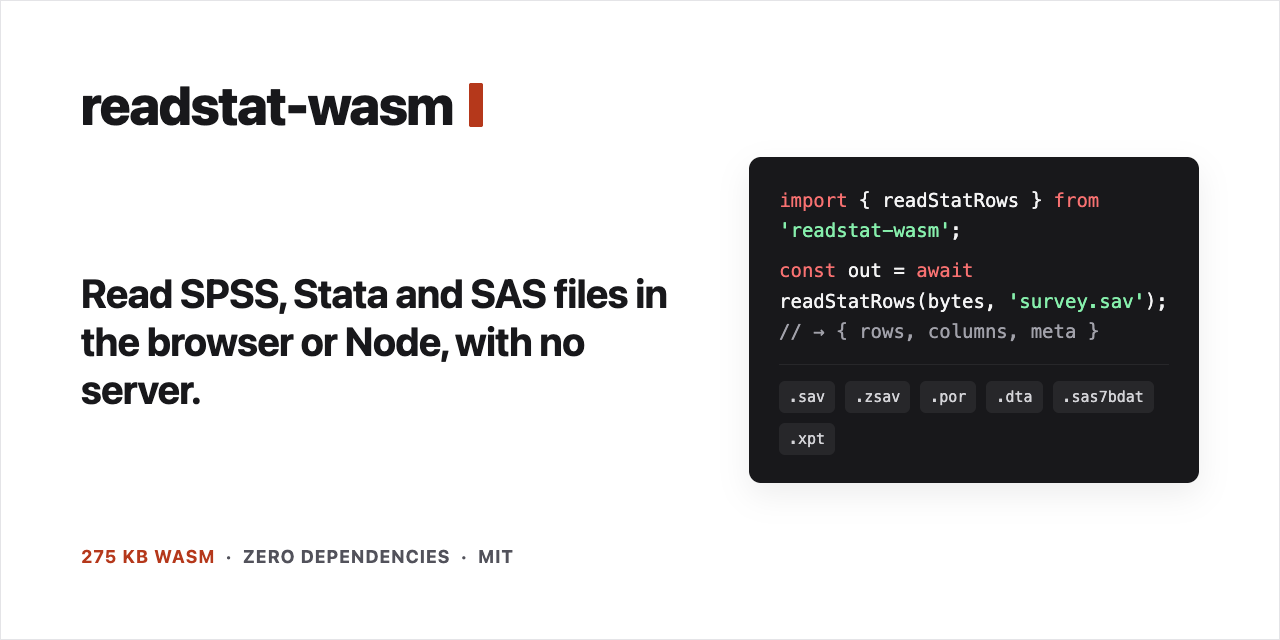 readstat-wasm
Read SPSS, Stata and SAS files in
the browser or Node, with no
server.
275 KB WASM · ZERO DEPENDENCIES · MIT
import { readStatRows } from
'readstat-wasm';
const out = await
readStatRows(bytes, 'survey.sav');
// → { rows, columns, meta }
.sav .zsav .por .dta .sas7bdat
.xpt